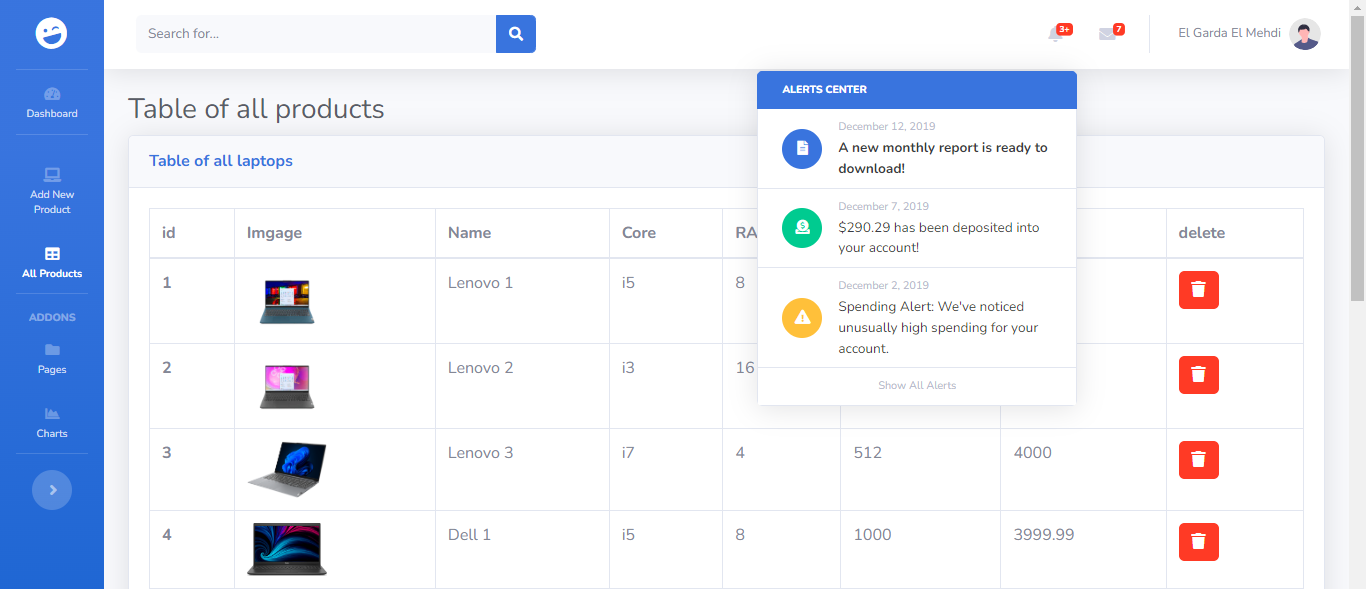 Search for...
3+
7
El Garda El Mehdi
Dashboard
Add New
Product
All Products
ADDONS
Pages
Charts
Table of all products
Table of all laptops
ALERTS CENTER
December 12, 2019
A new monthly report is ready to
download!
December 7, 2019
$290.29 has been deposited into
your account!
December 2, 2019
Spending Alert: We've noticed
unusually high spending for your
account.
Show All Alerts
id Imgage Name Core RA delete
1 Lenovo 1 i5 8
2 Lenovo 2 i3 16
3 Lenovo 3 i7 4 512 4000
4 Dell 1 i5 8 1000 3999.99